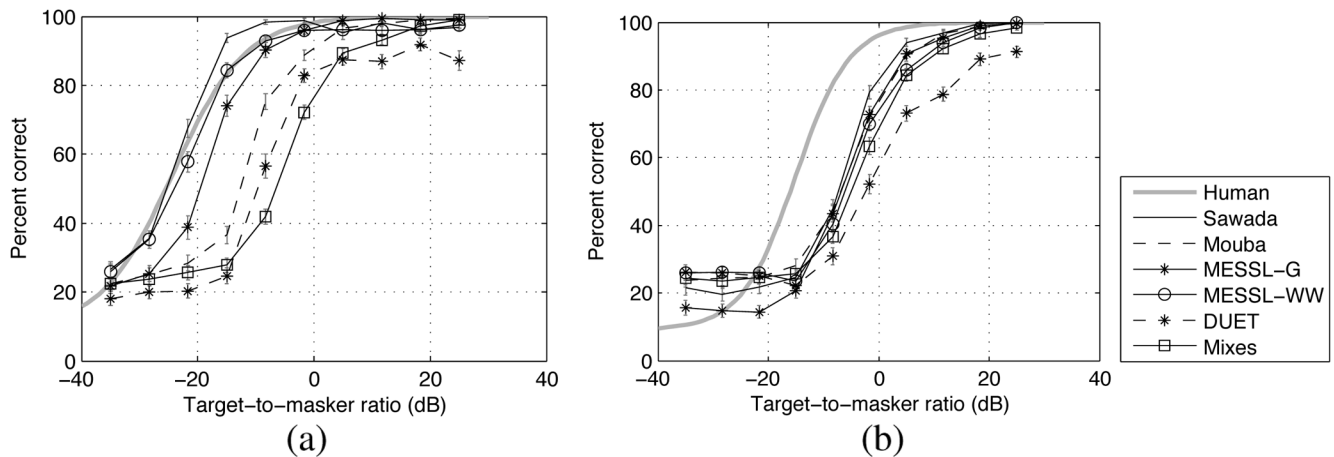 100
80
60
40
20
0
Percent correct
−40
−20
0
20
40
Target−to−masker ratio (dB)
(a)
100
80
60
40
20
0
Percent correct
−40
−20
0
20
40
Target−to−masker ratio (dB)
(b)
Human
Sawada
Mouba
MESSL−G
MESSL−WW
DUET
Mixes